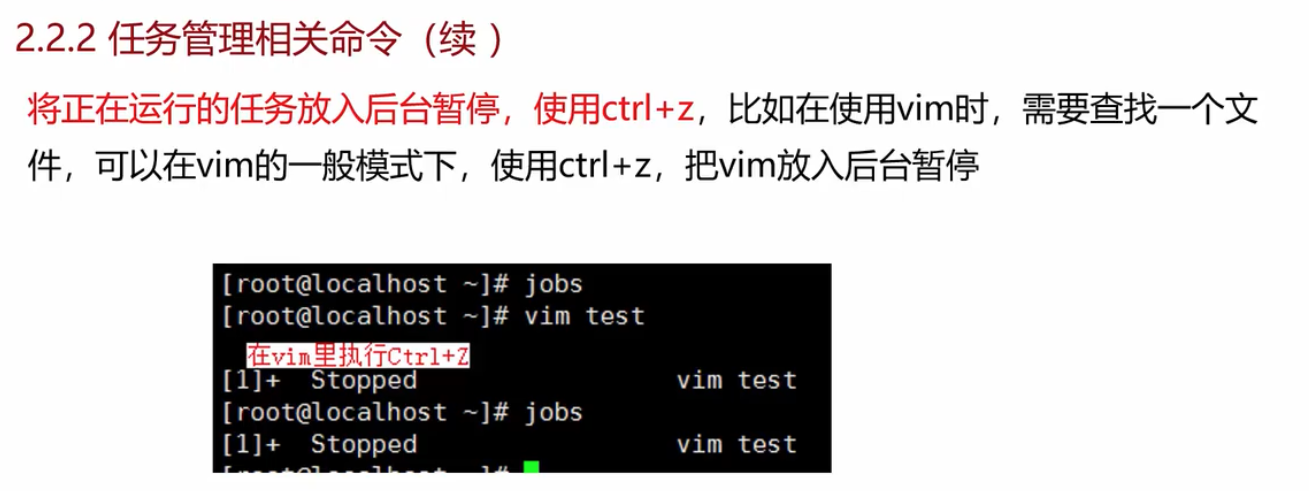 2.2.2 任务管理相关命令（续 ）
将正在运行的任务放入后台暂停，使用ctrl+z，比如在使用vim时，需要查找一个文
件，可以在vim的一般模式下，使用ctrl+z，把vim放入后台暂停
[root@localhost ~]# jobs
[root@localhost ~]# vim test
在vim里执行Ctrl+Z
[1]+  Stopped                 vim test
[root@localhost ~]# jobs
[1]+  Stopped                 vim test